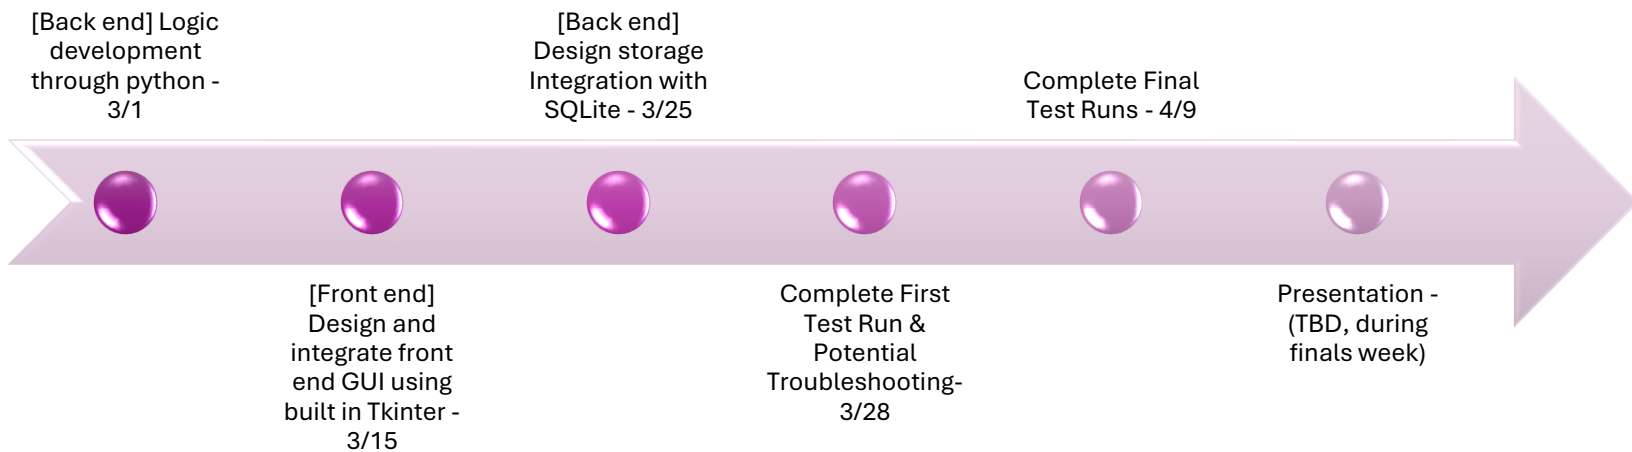 [Back end] Logic
development
through python -
3/1
[Front end]
Design and
integrate front
end GUI using
built in Tkinter -
3/15
[Back end]
Design storage
Integration with
SQLite - 3/25
Complete First
Test Run &
Potential
Troubleshooting-
3/28
Complete Final
Test Runs - 4/9
Presentation -
(TBD, during
finals week)